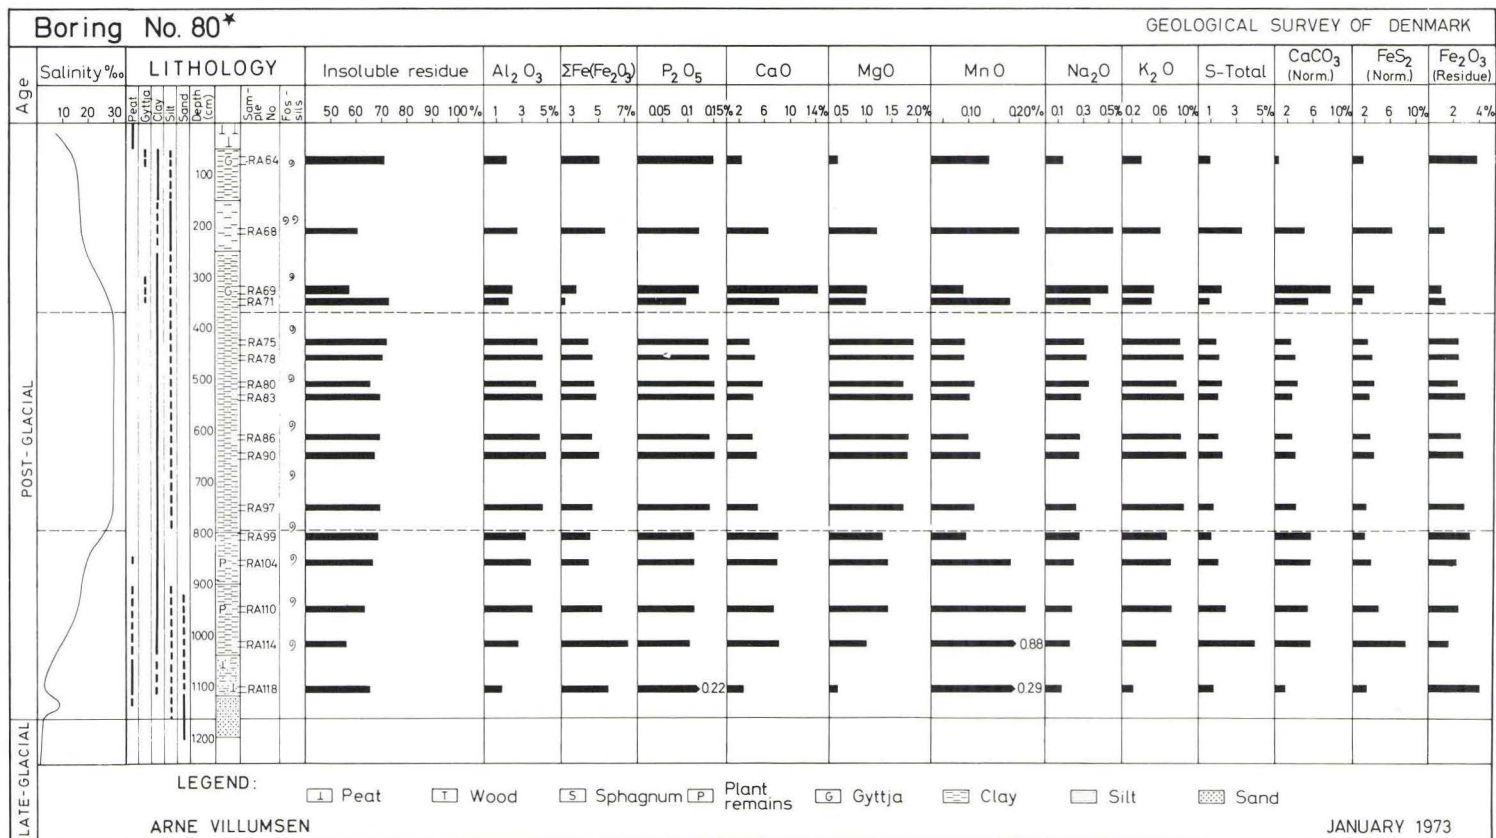 Boring No. 80*
GEOLOGICAL SURVEY OF DENMARK
Age
Salinity ‰
LITHOLOGY
Insoluble residue
Al2O3
ΣFe(Fe2O3)
P2O5
CaO
MgO
MnO
Na2O
K2O
S-Total
CaCO3 (Norm.)
FeS2 (Norm.)
Fe2O3 (Residue)
10 20 30
Peat
Gyttja
Clay
Silt
Sand
Depth (cm)
Sam-ple No.
Fos-sils
50 60 70 80 90 100%
1 3 5%
3 5 7%
0.05 0.1 0.15%
2 6 10 14%
0.5 1.0 1.5 2.0%
0.10 0.20%
0.1 0.3 0.5%
0.2 0.6 1.0%
1 3 5%
2 6 10%
2 6 10%
2 4%
POST-GLACIAL
LATE-GLACIAL
G RA64
100
200
RA68
300
G RA69
RA71
400
RA75
RA78
500
RA80
RA83
600
RA86
RA90
700
RA97
800
RA99
P RA104
900
P RA110
1000
RA114 0.88
1100
RA118 0.22 0.29
1200
LEGEND:
Peat
T Wood
S Sphagnum
P Plant remains
G Gyttja
Clay
Silt
Sand
ARNE VILLUMSEN
JANUARY 1973